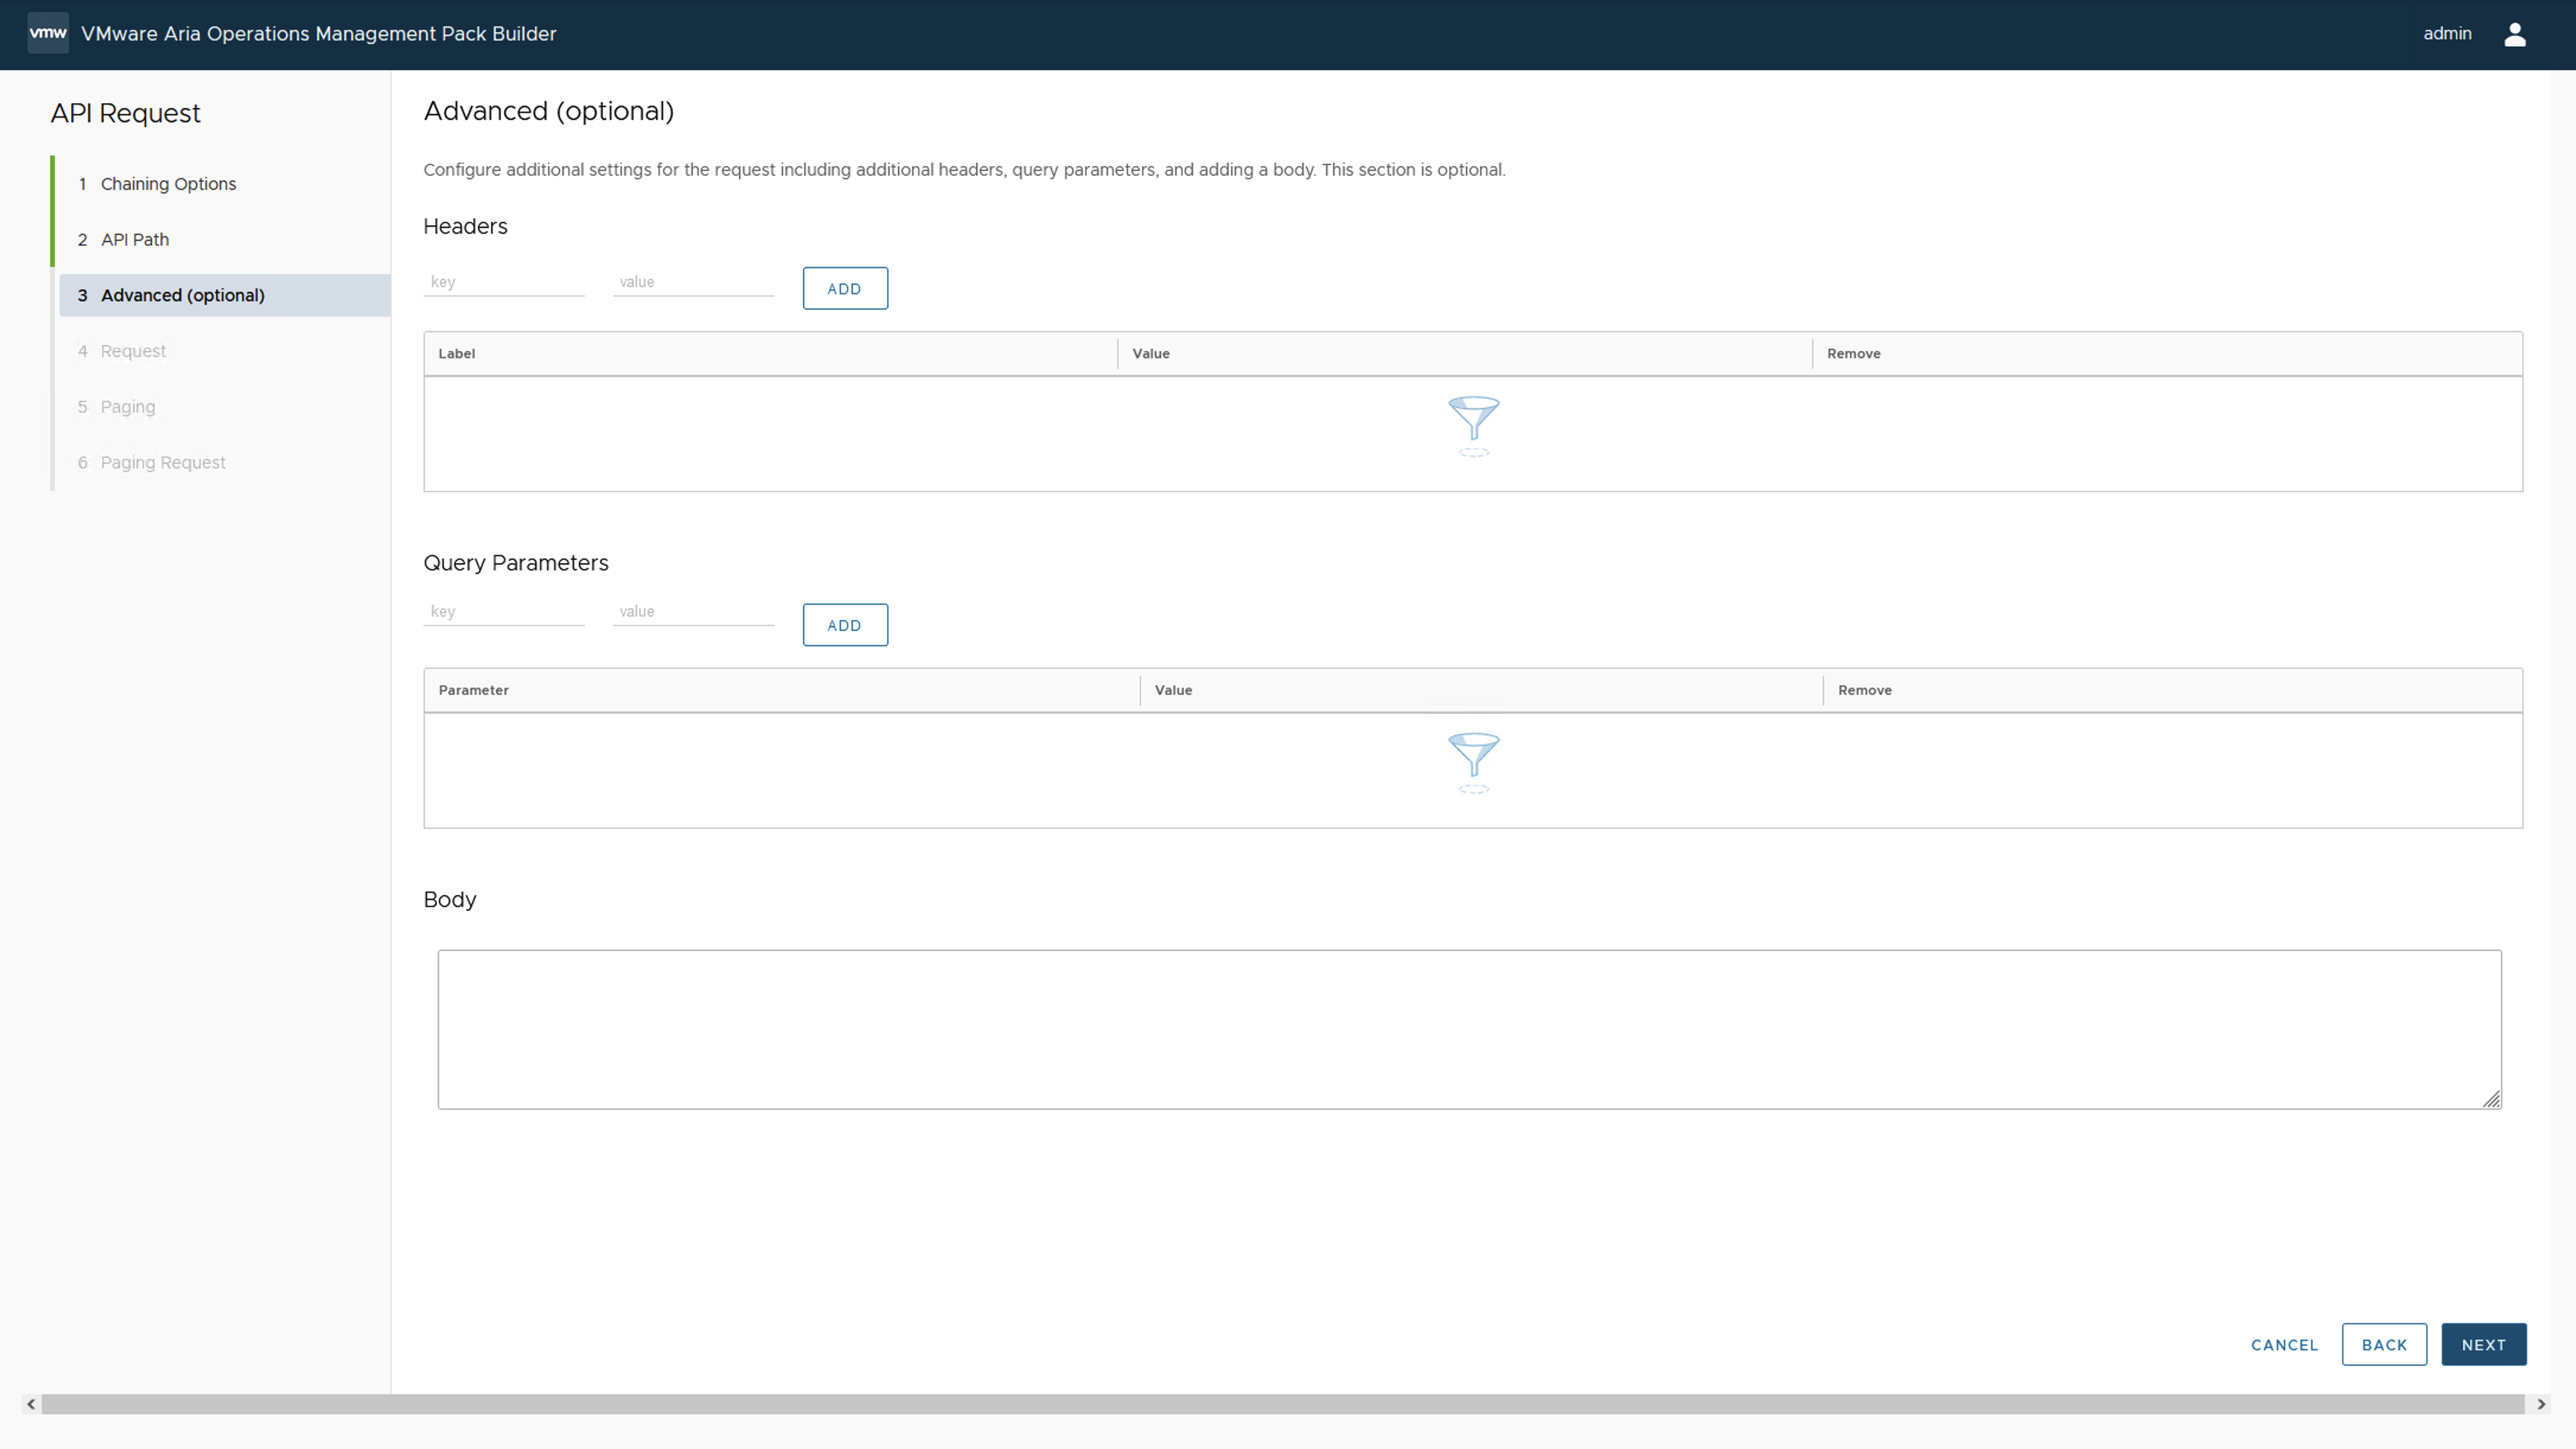 vmw VMware Aria Operations Management Pack Builder admin
API Request
1 Chaining Options
2 API Path
3 Advanced (optional)
4 Request
5 Paging
6 Paging Request
Advanced (optional)
Configure additional settings for the request including additional headers, query parameters, and adding a body. This section is optional.
Headers
key value ADD
Label Value Remove
Query Parameters
key value ADD
Parameter Value Remove
Body
CANCEL BACK NEXT